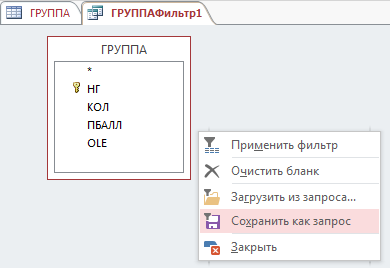 ГРУППА
ГРУППАФильтр1
ГРУППА
*
НГ
КОЛ
ПБАЛЛ
OLE
Применить фильтр
Очистить бланк
Загрузить из запроса...
Сохранить как запрос
Закрыть